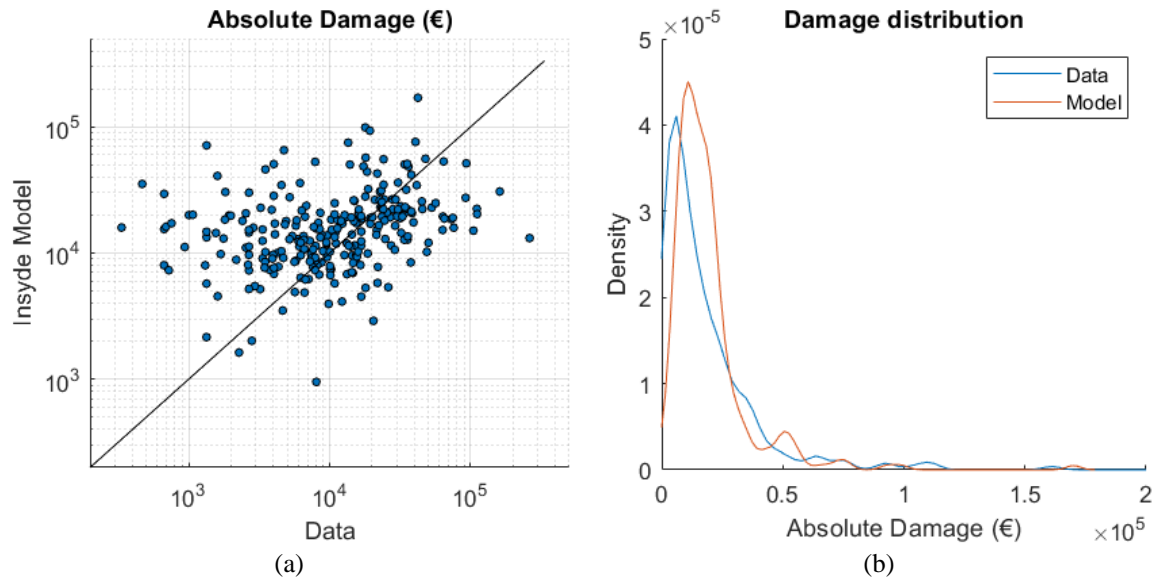 Absolute Damage (€)
Insyde Model
10^5
10^4
10^3
10^3 10^4 10^5
Data
(a)
Damage distribution
×10^-5
Density
5
4
3
2
1
0
Data
Model
0 0.5 1 1.5 2
Absolute Damage (€) ×10^5
(b)